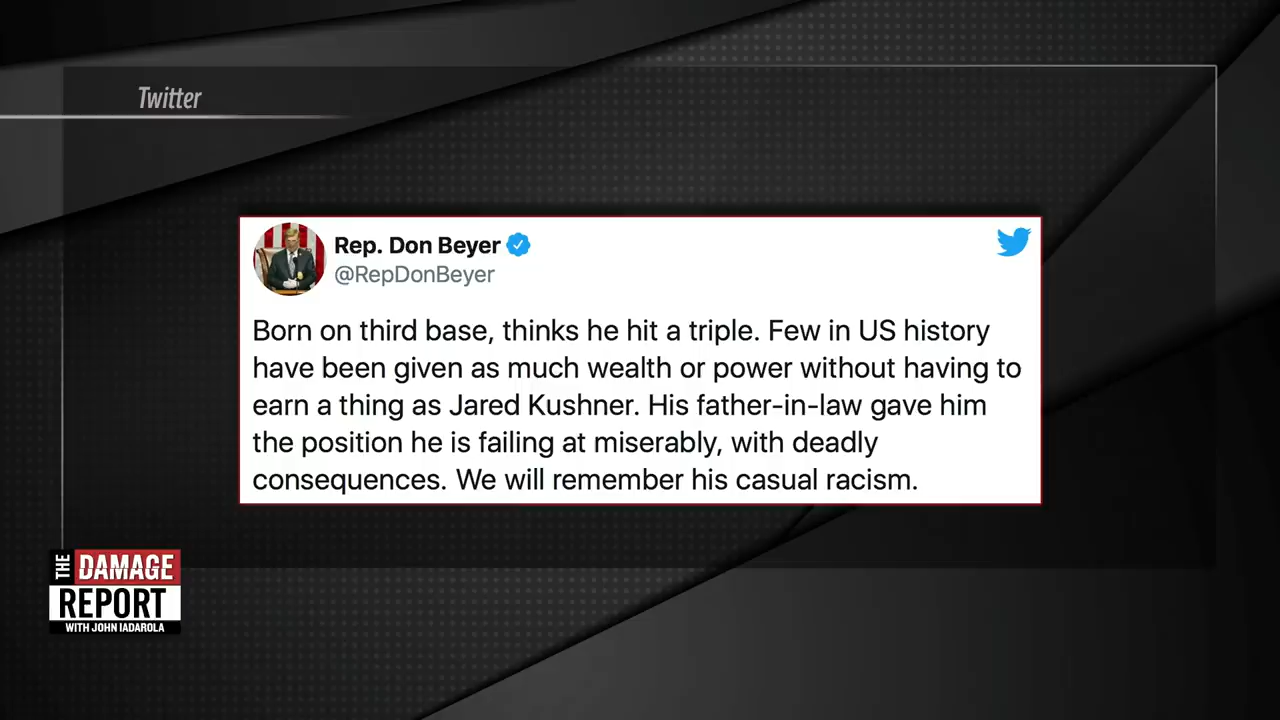 Twitter
Rep. Don Beyer
@RepDonBeyer
Born on third base, thinks he hit a triple. Few in US history
have been given as much wealth or power without having to
earn a thing as Jared Kushner. His father-in-law gave him
the position he is failing at miserably, with deadly
consequences. We will remember his casual racism.
THE DAMAGE
REPORT
WITH JOHN IADAROLA